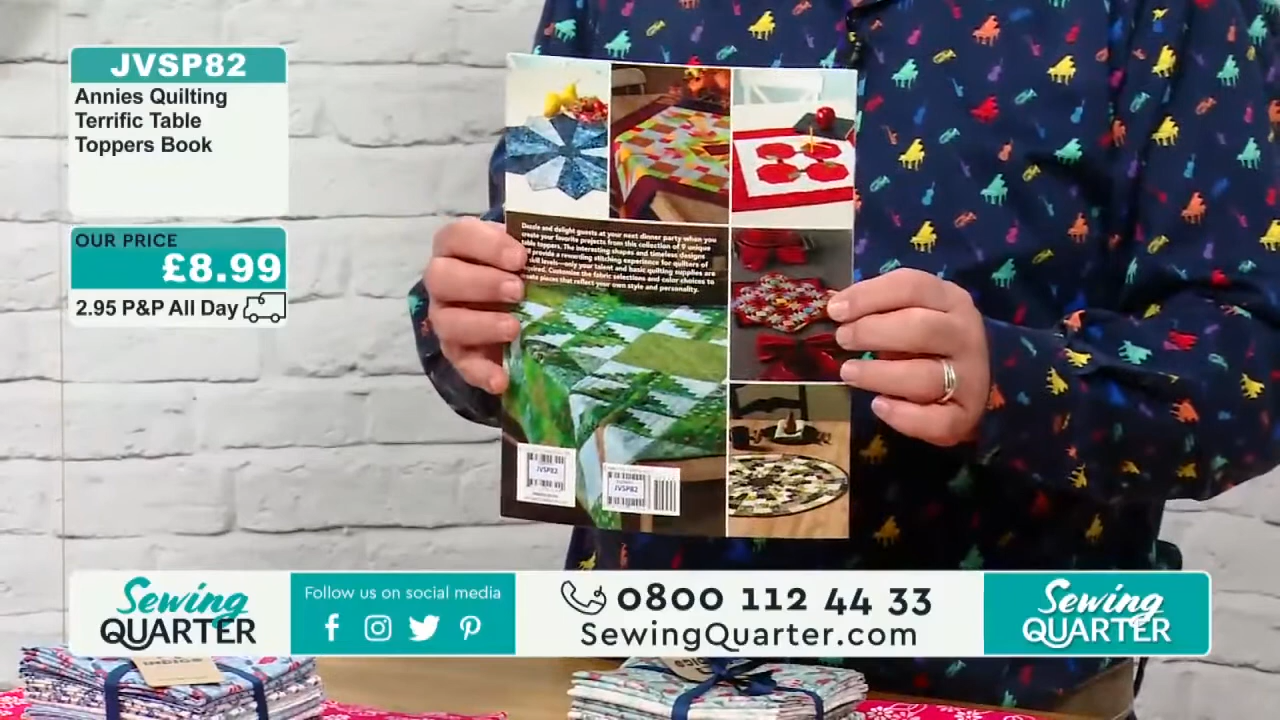 JVSP82
Annies Quilting
Terrific Table
Toppers Book
OUR PRICE
£8.99
2.95 P&P All Day
Dazzle and delight guests at your next dinner party when you
create your favorite projects from this collection of 9 unique
table toppers. The interesting shapes and timeless designs
provide a rewarding stitching experience for quilters of
skill levels—only your talent and basic quilting supplies are
required. Customize the fabric selections and color choices to
create pieces that reflect your own style and personality.
JVSP82
JVSP82
Sewing
QUARTER
Follow us on social media
0800 112 44 33
SewingQuarter.com
Sewing
QUARTER